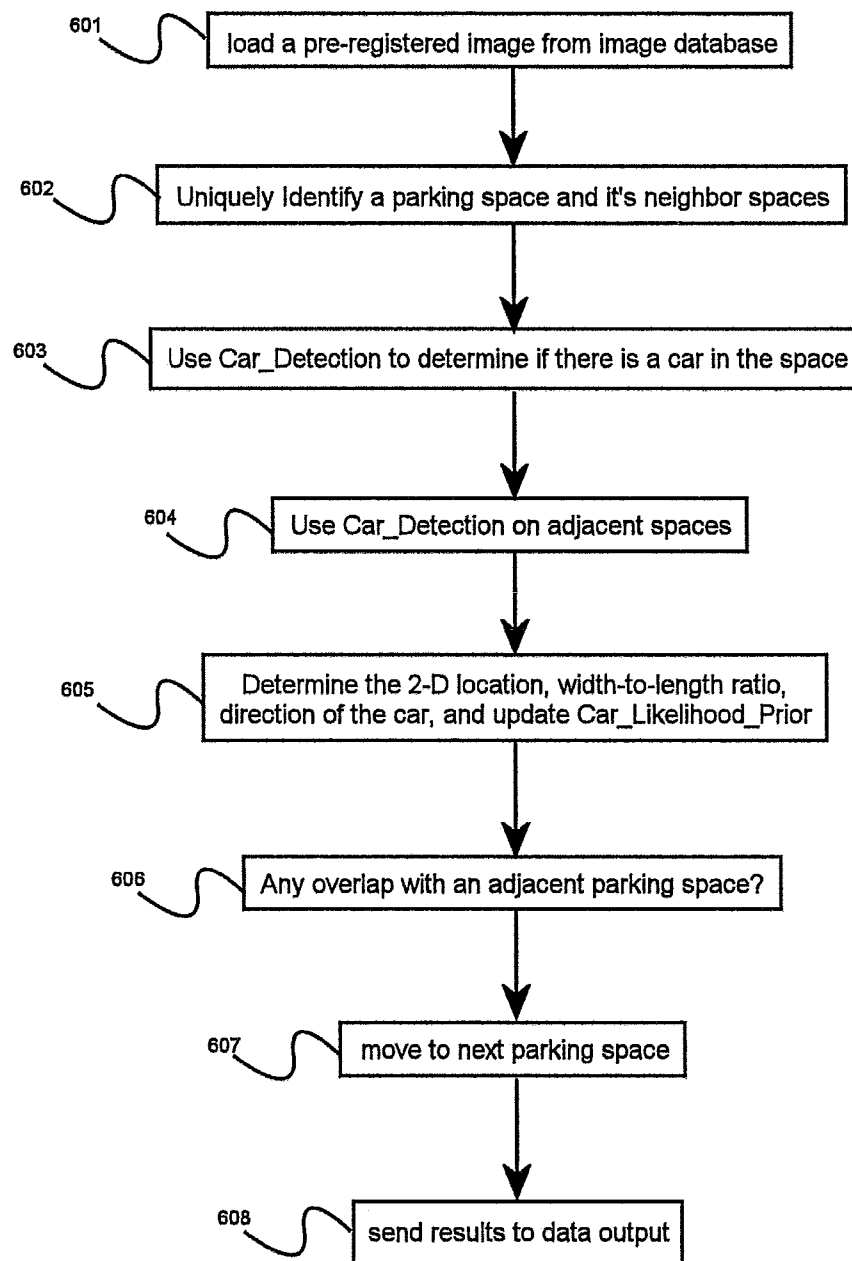 601
load a pre-registered image from image database
602
Uniquely Identify a parking space and it's neighbor spaces
603
Use Car_Detection to determine if there is a car in the space
604
Use Car_Detection on adjacent spaces
605
Determine the 2-D location, width-to-length ratio,
direction of the car, and update Car_Likelihood_Prior
606
Any overlap with an adjacent parking space?
607
move to next parking space
608
send results to data output